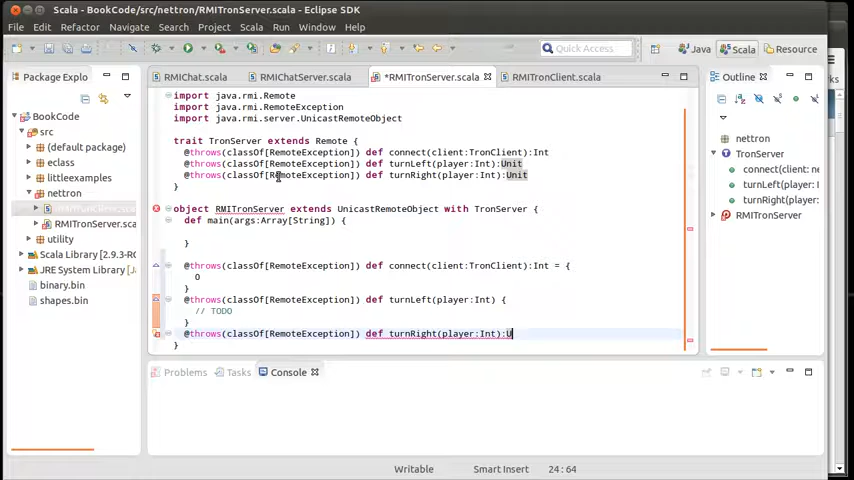 Scala - BookCode/src/nettron/RMITronServer.scala - Eclipse SDK
File Edit Refactor Navigate Search Project Scala Run Window Help
Quick Access
Java
Scala
Resource
Package Explo
RMIChat.scala
RMIChatServer.scala
*RMITronServer.scala
RMITronClient.scala
Outline
BookCode
src
(default package)
eclass
littleexamples
nettron
RMITronServer.sca
utility
Scala Library [2.9.3-RC
JRE System Library [J
binary.bin
shapes.bin
import java.rmi.Remote
import java.rmi.RemoteException
import java.rmi.server.UnicastRemoteObject
trait TronServer extends Remote {
@throws(classOf[RemoteException]) def connect(client:TronClient):Int
@throws(classOf[RemoteException]) def turnLeft(player:Int):Unit
@throws(classOf[RemoteException]) def turnRight(player:Int):Unit
}
object RMITronServer extends UnicastRemoteObject with TronServer {
def main(args:Array[String]) {
}
@throws(classOf[RemoteException]) def connect(client:TronClient):Int = {
0
}
@throws(classOf[RemoteException]) def turnLeft(player:Int) {
// TODO
}
@throws(classOf[RemoteException]) def turnRight(player:Int):U
}
nettron
TronServer
connect(client: ne
turnLeft(player: I
turnRight(player:
RMITronServer
Problems
Tasks
Console
Writable
Smart Insert
24:64